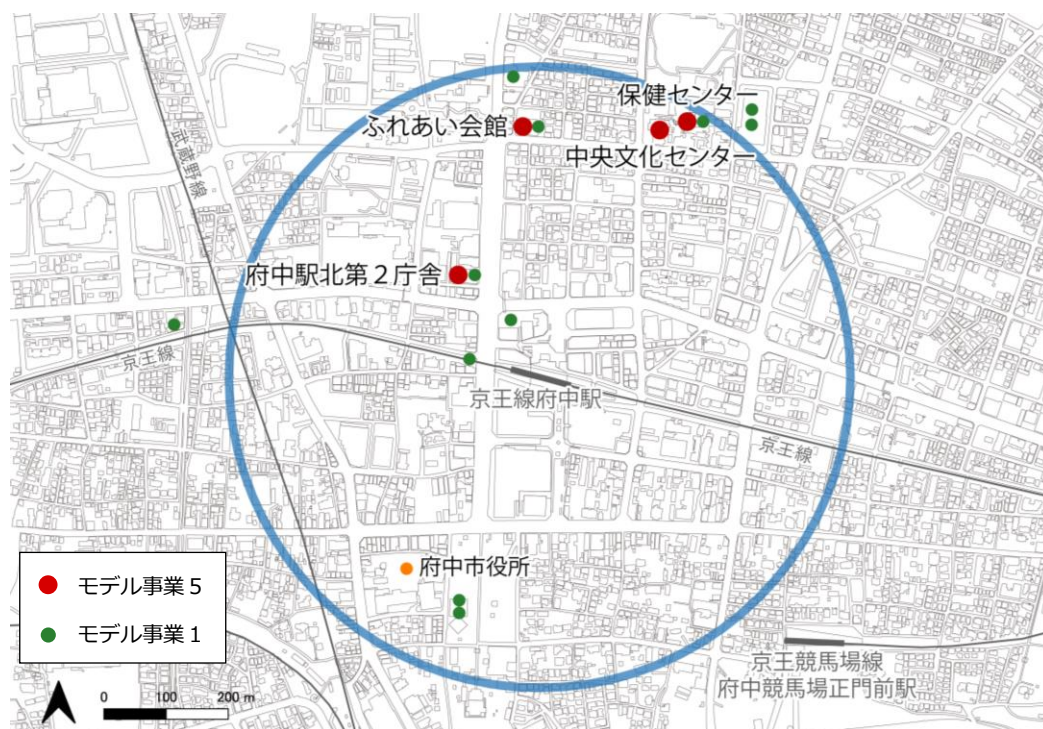 保健センター
ふれあい会館
中央文化センター
武蔵野線
府中駅北第２庁舎
京王線
京王線府中駅
京王線
府中市役所
モデル事業５
モデル事業１
京王競馬場線
府中競馬場正門前駅
0 100 200 m